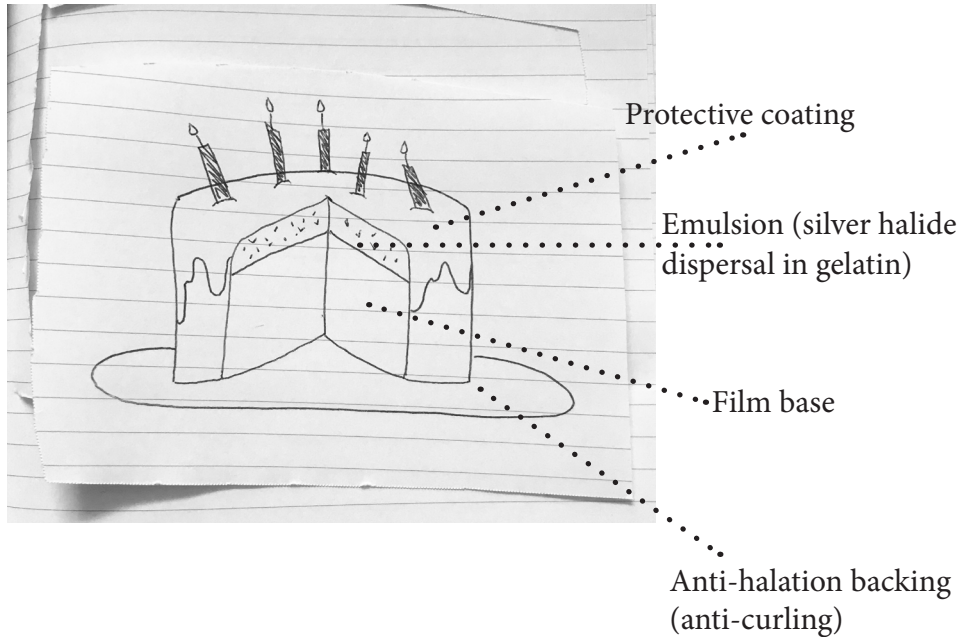 Protective coating
Emulsion (silver halide
dispersal in gelatin)
Film base
Anti-halation backing
(anti-curling)